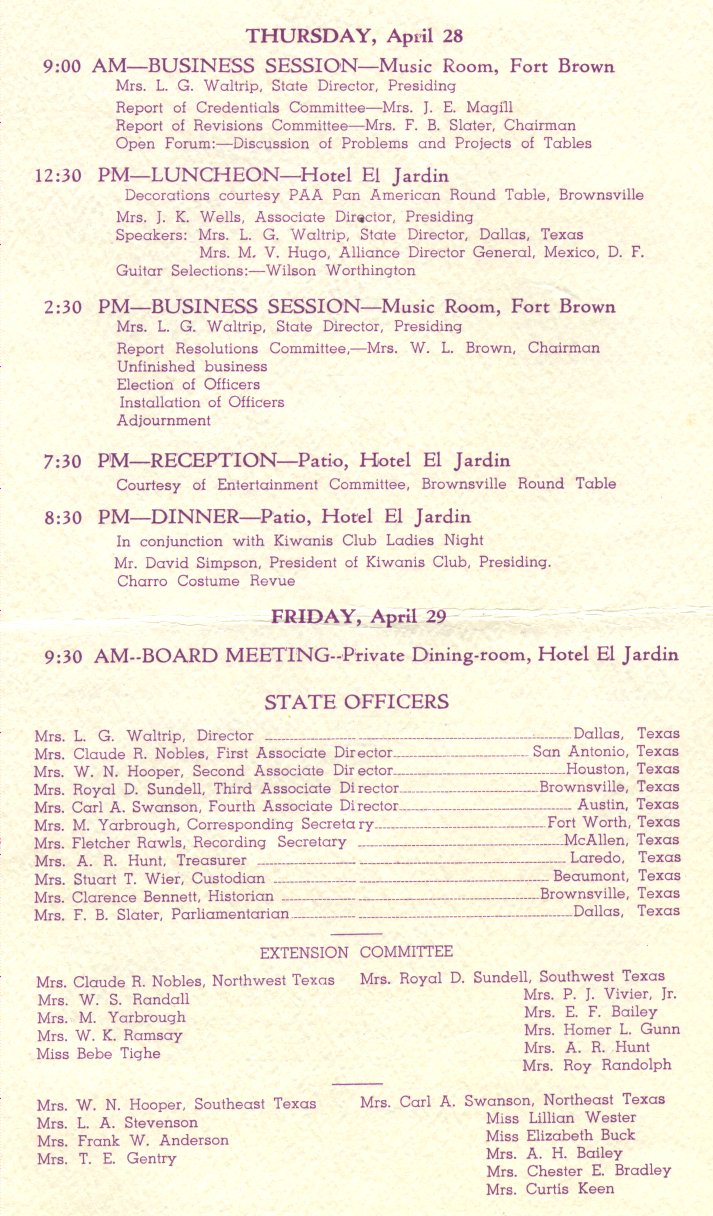 THURSDAY, April 28
9:00 AM—BUSINESS SESSION—Music Room, Fort Brown
Mrs. L. G. Waltrip, State Director, Presiding
Report of Credentials Committee—Mrs. J. E. Magill
Report of Revisions Committee—Mrs. F. B. Slater, Chairman
Open Forum:—Discussion of Problems and Projects of Tables
12:30 PM—LUNCHEON—Hotel El Jardin
Decorations courtesy PAA Pan American Round Table, Brownsville
Mrs. J. K. Wells, Associate Director, Presiding
Speakers: Mrs. L. G. Waltrip, State Director, Dallas, Texas
Mrs. M. V. Hugo, Alliance Director General, Mexico, D. F.
Guitar Selections:—Wilson Worthington
2:30 PM—BUSINESS SESSION—Music Room, Fort Brown
Mrs. L. G. Waltrip, State Director, Presiding
Report Resolutions Committee,—Mrs. W. L. Brown, Chairman
Unfinished business
Election of Officers
Installation of Officers
Adjournment
7:30 PM—RECEPTION—Patio, Hotel El Jardin
Courtesy of Entertainment Committee, Brownsville Round Table
8:30 PM—DINNER—Patio, Hotel El Jardin
In conjunction with Kiwanis Club Ladies Night
Mr. David Simpson, President of Kiwanis Club, Presiding.
Charro Costume Revue
FRIDAY, April 29
9:30 AM--BOARD MEETING--Private Dining-room, Hotel El Jardin
STATE OFFICERS
Mrs. L. G. Waltrip, Director Dallas, Texas
Mrs. Claude R. Nobles, First Associate Director San Antonio, Texas
Mrs. W. N. Hooper, Second Associate Director Houston, Texas
Mrs. Royal D. Sundell, Third Associate Director Brownsville, Texas
Mrs. Carl A. Swanson, Fourth Associate Director Austin, Texas
Mrs. M. Yarbrough, Corresponding Secretary Fort Worth, Texas
Mrs. Fletcher Rawls, Recording Secretary McAllen, Texas
Mrs. A. R. Hunt, Treasurer Laredo, Texas
Mrs. Stuart T. Wier, Custodian Beaumont, Texas
Mrs. Clarence Bennett, Historian Brownsville, Texas
Mrs. F. B. Slater, Parliamentarian Dallas, Texas
EXTENSION COMMITTEE
Mrs. Claude R. Nobles, Northwest Texas
Mrs. W. S. Randall
Mrs. M. Yarbrough
Mrs. W. K. Ramsay
Miss Bebe Tighe
Mrs. Royal D. Sundell, Southwest Texas
Mrs. P. J. Vivier, Jr.
Mrs. E. F. Bailey
Mrs. Homer L. Gunn
Mrs. A. R. Hunt
Mrs. Roy Randolph
Mrs. W. N. Hooper, Southeast Texas
Mrs. L. A. Stevenson
Mrs. Frank W. Anderson
Mrs. T. E. Gentry
Mrs. Carl A. Swanson, Northeast Texas
Miss Lillian Wester
Miss Elizabeth Buck
Mrs. A. H. Bailey
Mrs. Chester E. Bradley
Mrs. Curtis Keen